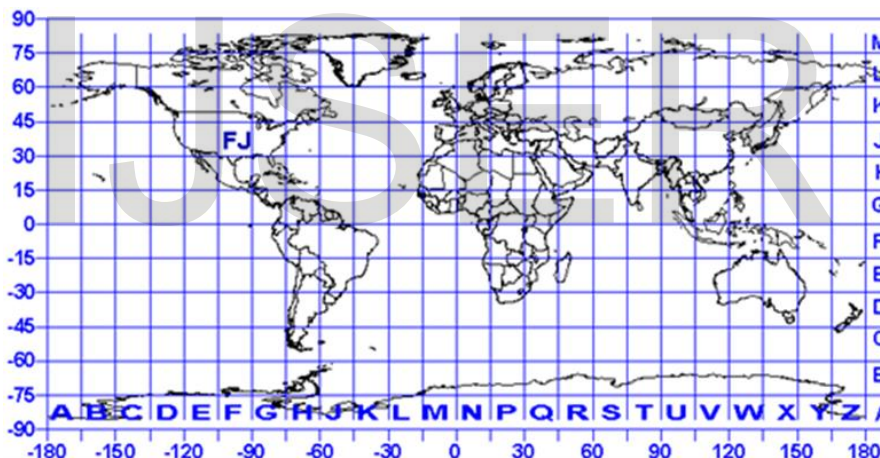 IJSER
90
75
60
45
30
15
0
-15
-30
-45
-60
-75
-90
FJ
M
L
K
J
H
G
F
E
D
C
B
A
A B C D E F G H J K L M N P Q R S T U V W X Y Z
-180 -150 -120 -90 -60 -30 0 30 60 90 120 150 180